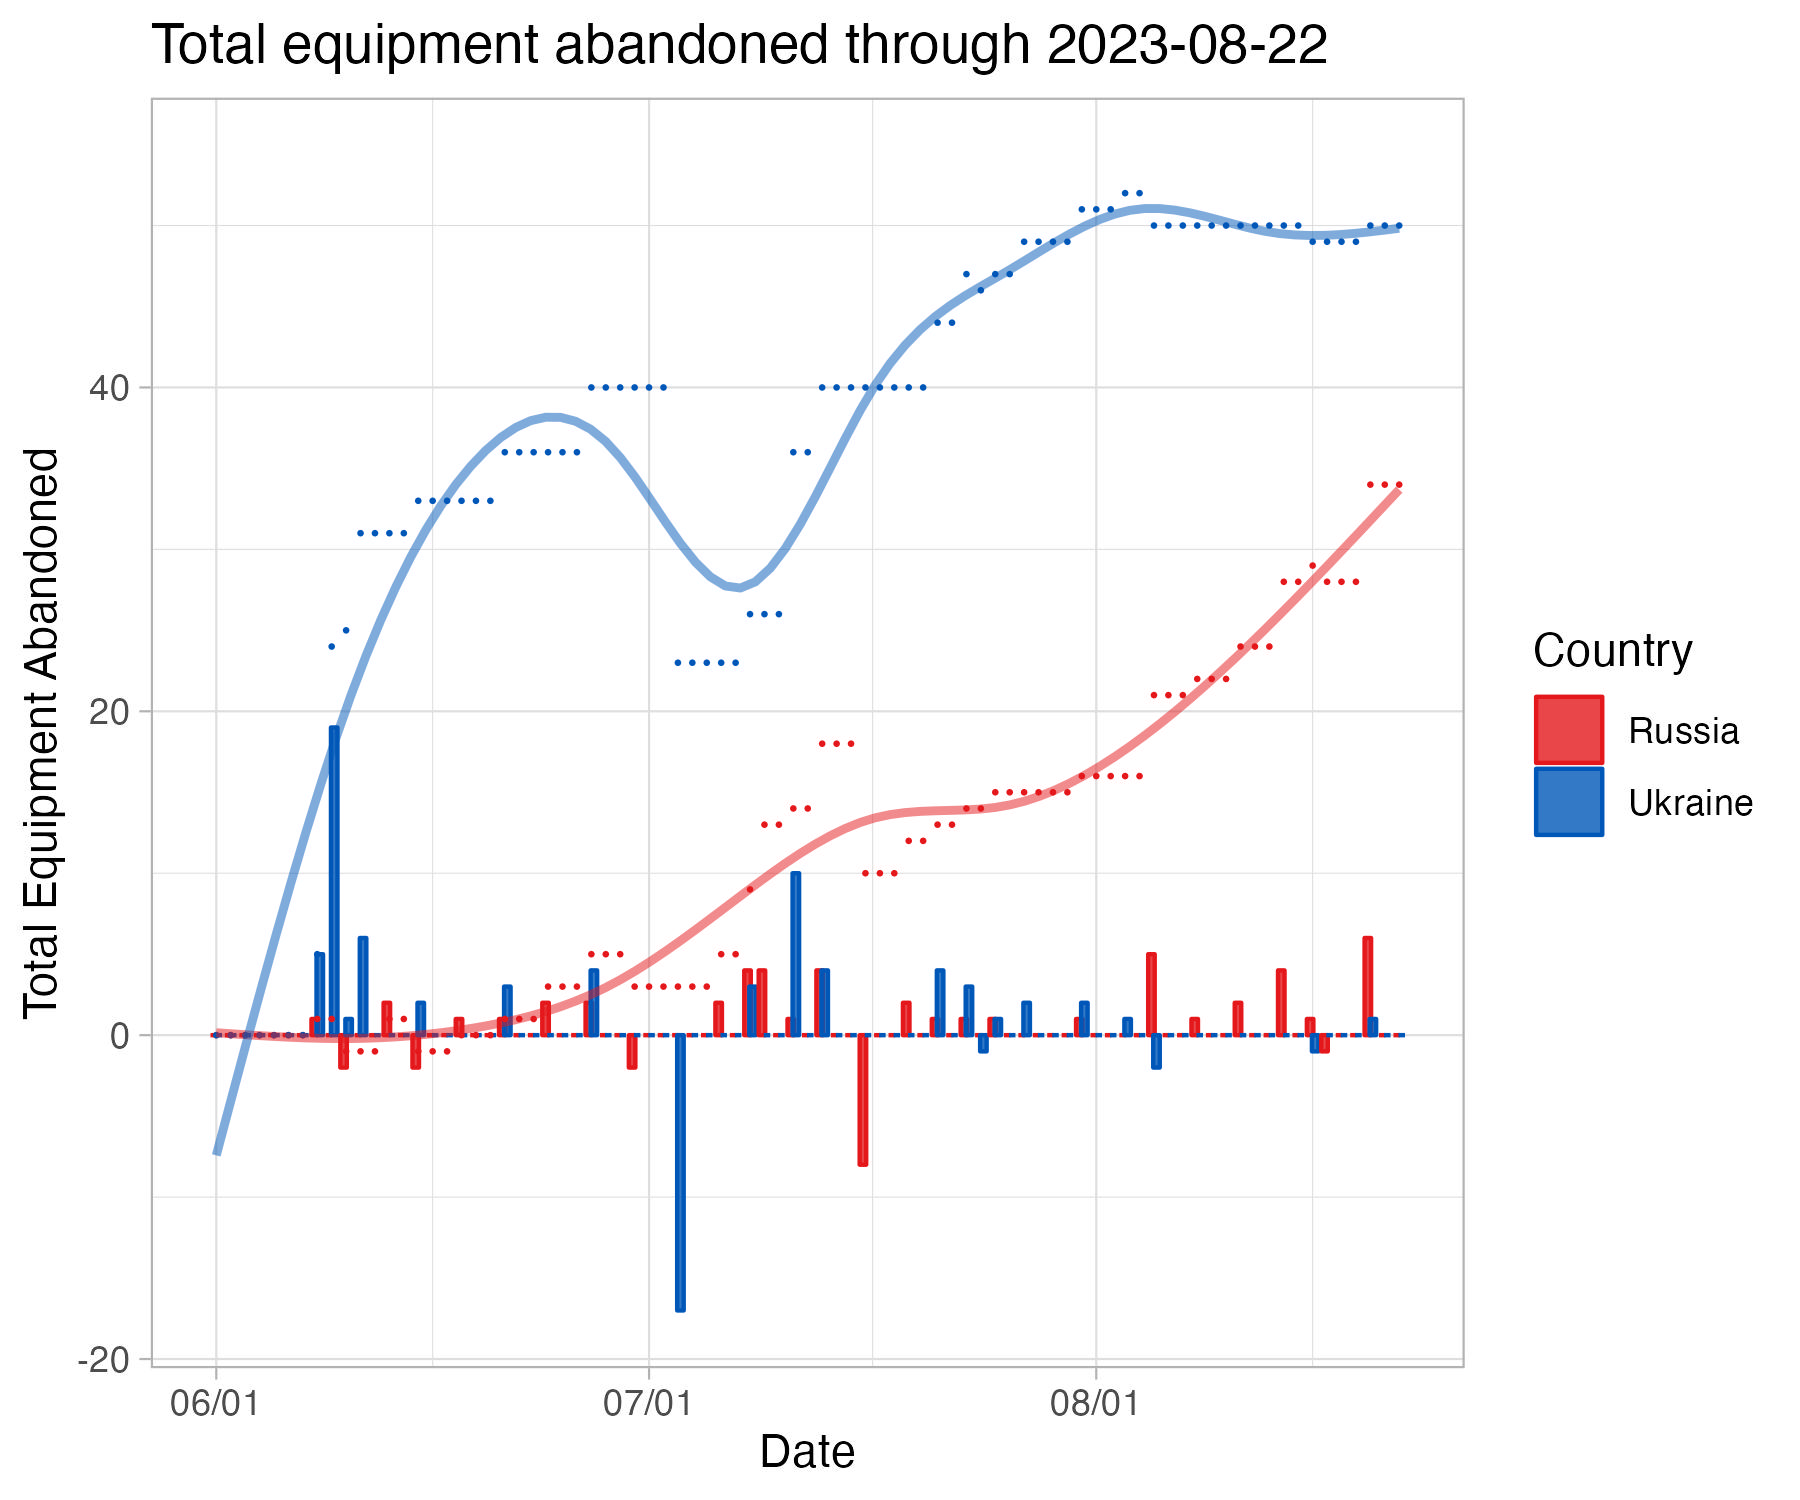 Total equipment abandoned through 2023-08-22
Total Equipment Abandoned
40
20
0
-20
06/01
07/01
08/01
Date
Country
Russia
Ukraine